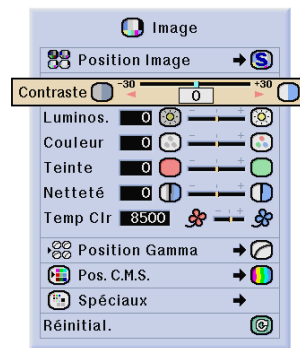 Image
Position Image S
Contraste -30 0 +30
Luminos. 0 - +
Couleur 0 - +
Teinte 0 - +
Netteté 0 - +
Temp Clr 8500 - +
Position Gamma
Pos. C.M.S.
Spéciaux
Réinitial.